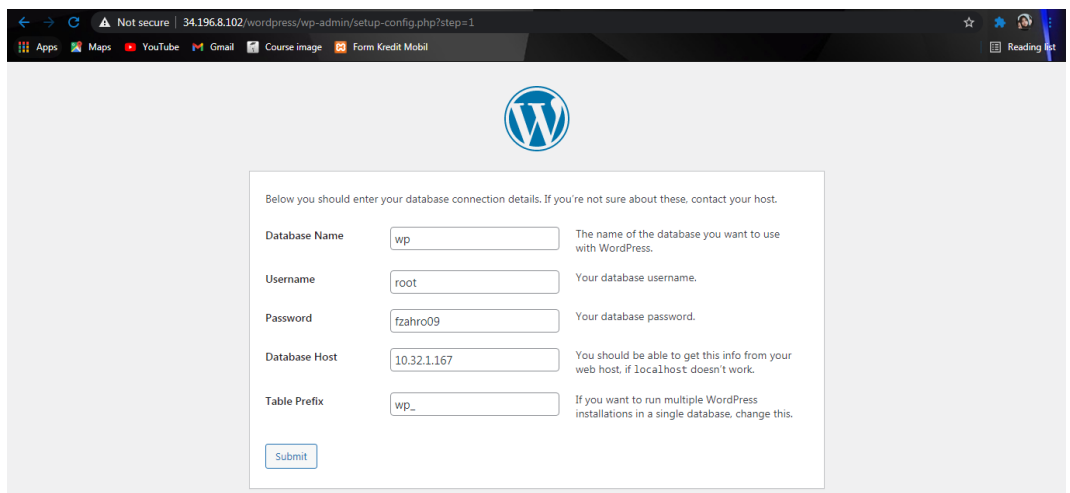 Not secure | 34.196.8.102/wordpress/wp-admin/setup-config.php?step=1
Apps Maps YouTube Gmail Course image Form Kredit Mobil Reading list
Below you should enter your database connection details. If you're not sure about these, contact your host.
Database Name wp The name of the database you want to use
with WordPress.
Username root Your database username.
Password fzahro09 Your database password.
Database Host 10.32.1.167 You should be able to get this info from your
web host, if localhost doesn't work.
Table Prefix wp_ If you want to run multiple WordPress
installations in a single database, change this.
Submit